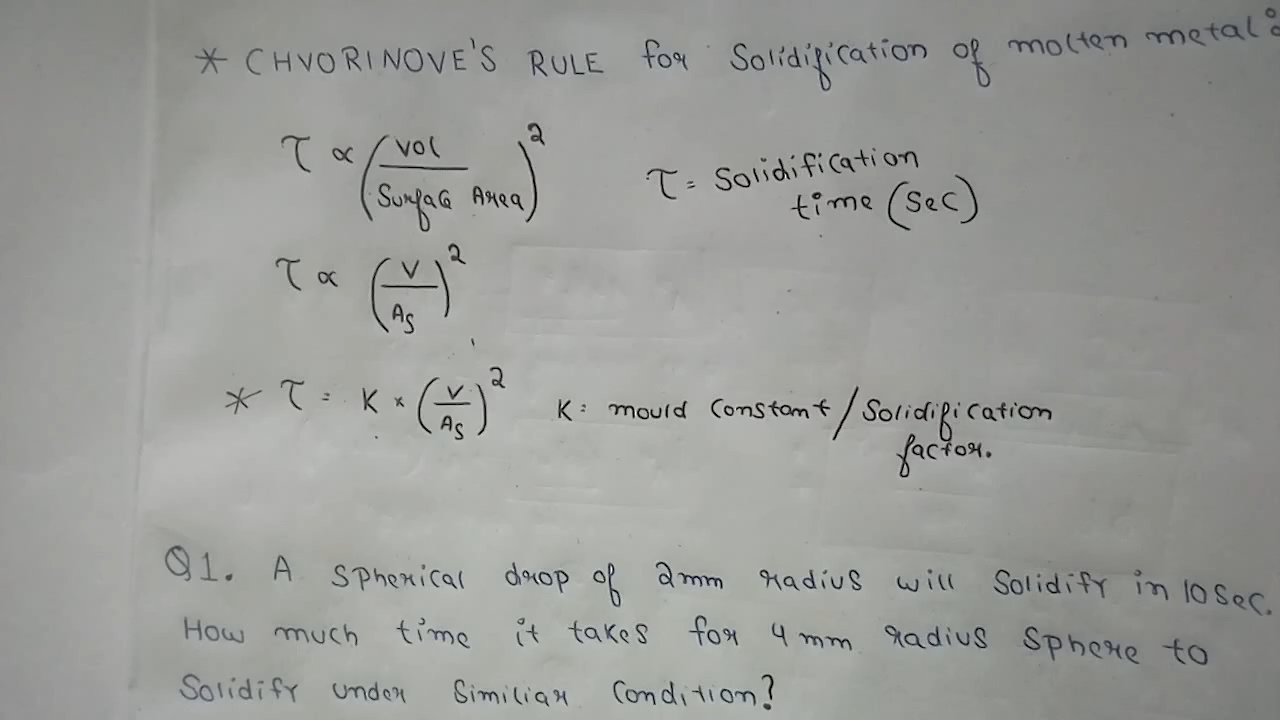 * CHVORINOVE'S RULE for Solidification of molten metal:
τ ∝ (Vol / Surface Area)²
τ = Solidification time (Sec)
τ ∝ (V / As)²
* τ = K × (V / As)²
K = mould Constant / Solidification factor.
Q1. A Spherical drop of 2mm radius will Solidify in 10 Sec.
How much time it takes for 4mm radius Sphere to
Solidify under Similiar Condition?